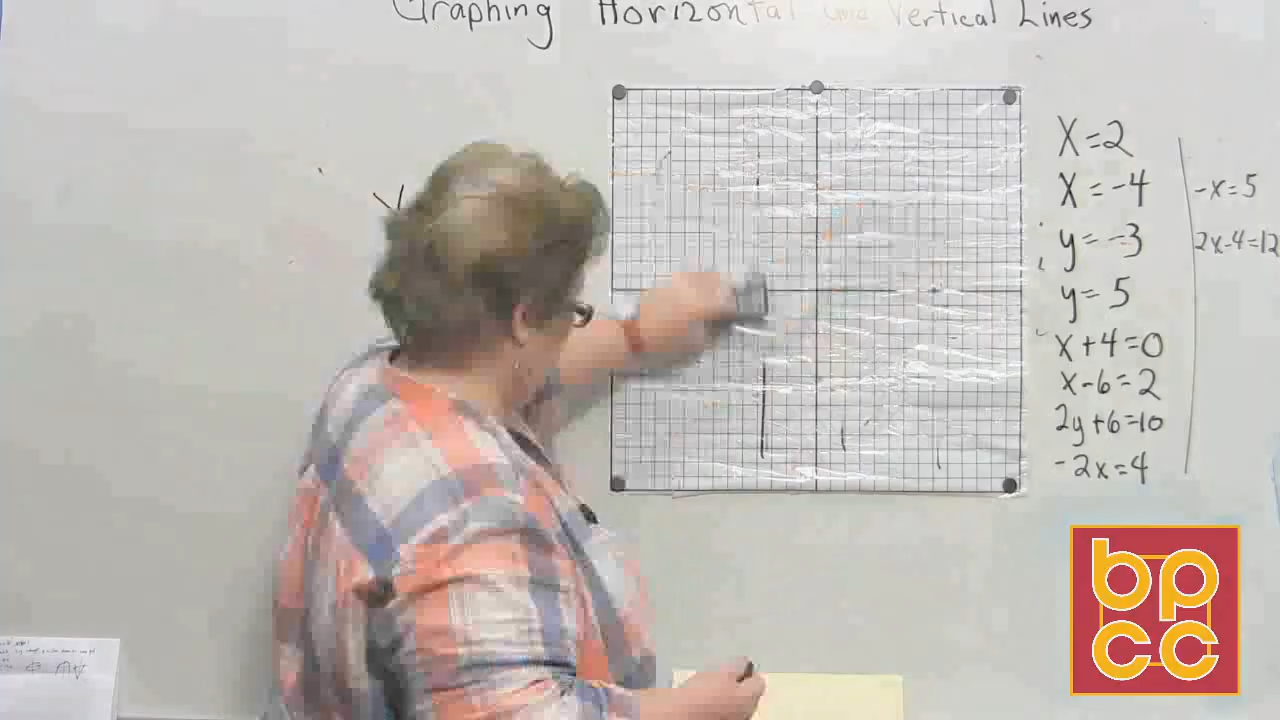 Graphing Horizontal and Vertical Lines
x=2
x=-4
y=-3
y=5
x+4=0
x-6=2
2y+6=10
-2x=4
-x=5
2x-4=12
bp
cc